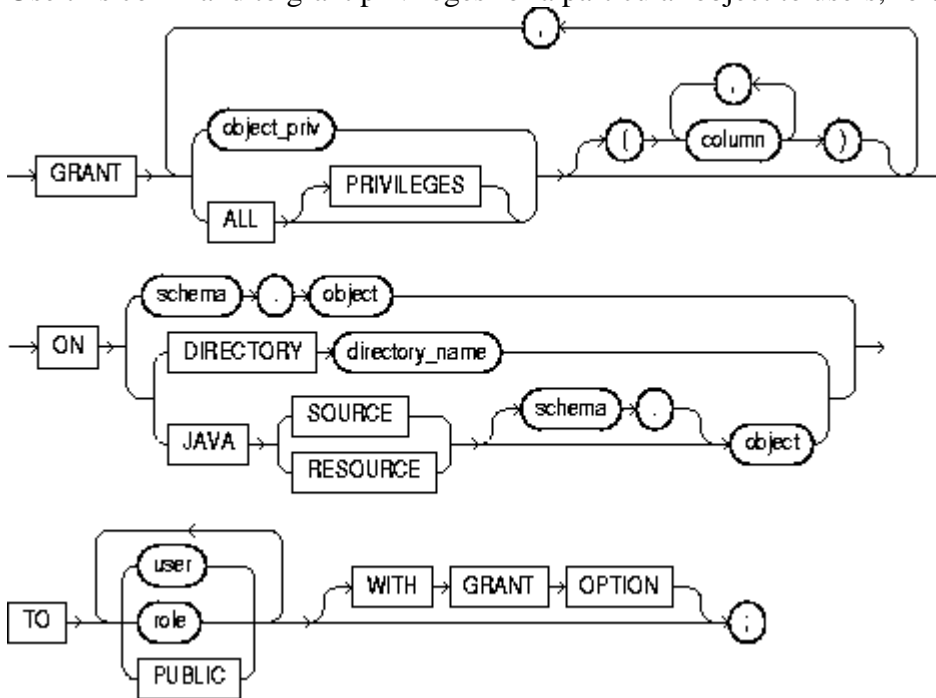 ,
object_priv ( , column )
GRANT PRIVILEGES
ALL
schema . object
ON DIRECTORY directory_name
JAVA SOURCE schema . object
RESOURCE
user
TO role WITH GRANT OPTION ;
PUBLIC